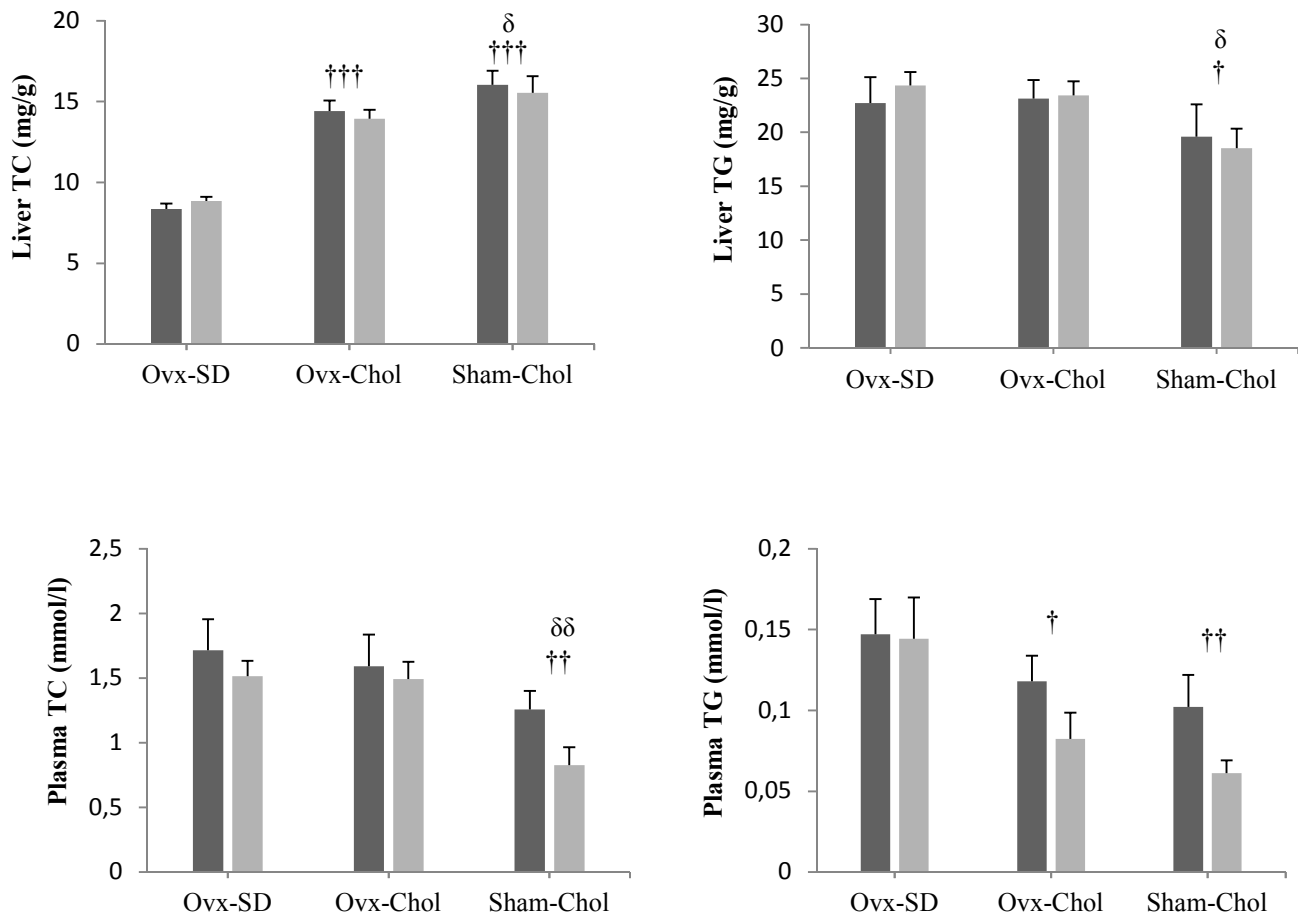 Liver TC (mg/g)
20
15
10
5
0
†††
δ
†††
Ovx-SD Ovx-Chol Sham-Chol
Liver TG (mg/g)
30
25
20
15
10
5
0
δ
†
Ovx-SD Ovx-Chol Sham-Chol
Plasma TC (mmol/l)
2,5
2
1,5
1
0,5
0
δδ
††
Ovx-SD Ovx-Chol Sham-Chol
Plasma TG (mmol/l)
0,2
0,15
0,1
0,05
0
†
††
Ovx-SD Ovx-Chol Sham-Chol